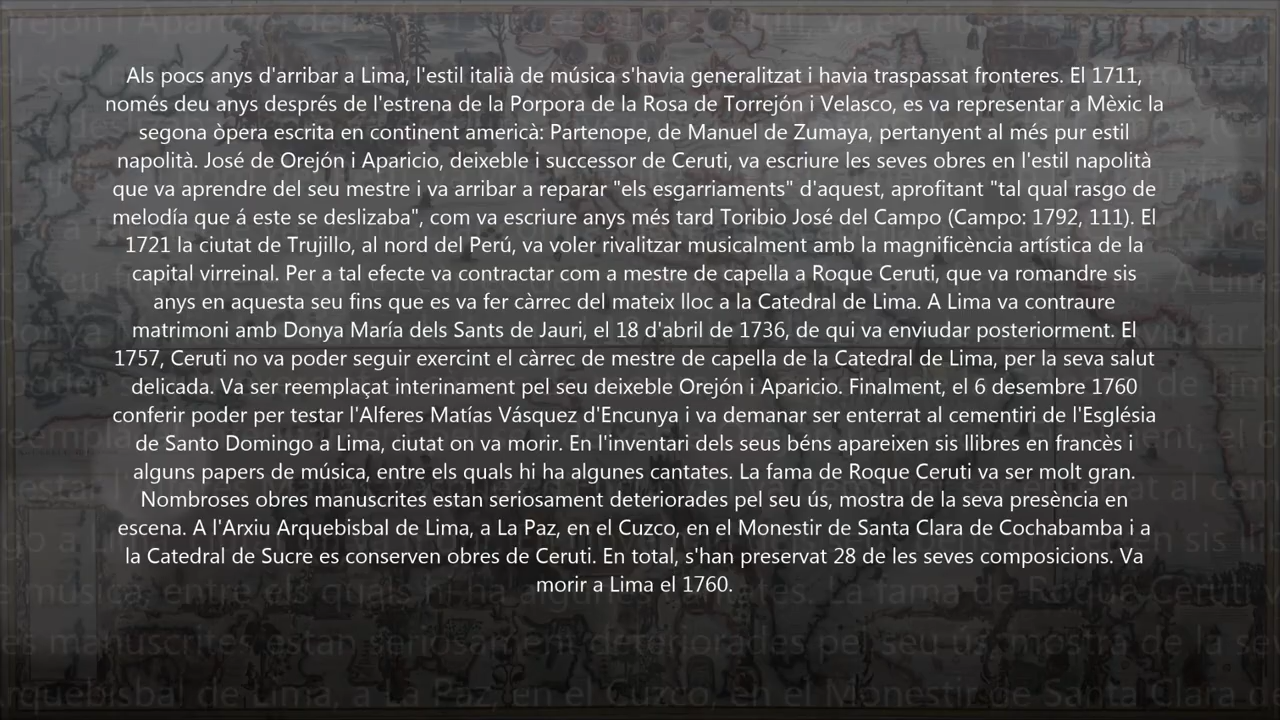 Als pocs anys d'arribar a Lima, l'estil italià de música s'havia generalitzat i havia traspassat fronteres. El 1711,
només deu anys després de l'estrena de la Porpora de la Rosa de Torrejón i Velasco, es va representar a Mèxic la
segona òpera escrita en continent americà: Partenope, de Manuel de Zumaya, pertanyent al més pur estil
napolità. José de Orejón i Aparicio, deixeble i successor de Ceruti, va escriure les seves obres en l'estil napolità
que va aprendre del seu mestre i va arribar a reparar "els esgarriaments" d'aquest, aprofitant "tal qual rasgo de
melodía que á este se deslizaba", com va escriure anys més tard Toribio José del Campo (Campo: 1792, 111). El
1721 la ciutat de Trujillo, al nord del Perú, va voler rivalitzar musicalment amb la magnificència artística de la
capital virreinal. Per a tal efecte va contractar com a mestre de capella a Roque Ceruti, que va romandre sis
anys en aquesta seu fins que es va fer càrrec del mateix lloc a la Catedral de Lima. A Lima va contraure
matrimoni amb Donya María dels Sants de Jauri, el 18 d'abril de 1736, de qui va enviudar posteriorment. El
1757, Ceruti no va poder seguir exercint el càrrec de mestre de capella de la Catedral de Lima, per la seva salut
delicada. Va ser reemplaçat interinament pel seu deixeble Orejón i Aparicio. Finalment, el 6 desembre 1760
conferir poder per testar l'Alferes Matías Vásquez d'Encunya i va demanar ser enterrat al cementiri de l'Església
de Santo Domingo a Lima, ciutat on va morir. En l'inventari dels seus béns apareixen sis llibres en francès i
alguns papers de música, entre els quals hi ha algunes cantates. La fama de Roque Ceruti va ser molt gran.
Nombroses obres manuscrites estan seriosament deteriorades pel seu ús, mostra de la seva presència en
escena. A l'Arxiu Arquebisbal de Lima, a La Paz, en el Cuzco, en el Monestir de Santa Clara de Cochabamba i a
la Catedral de Sucre es conserven obres de Ceruti. En total, s'han preservat 28 de les seves composicions. Va
morir a Lima el 1760.